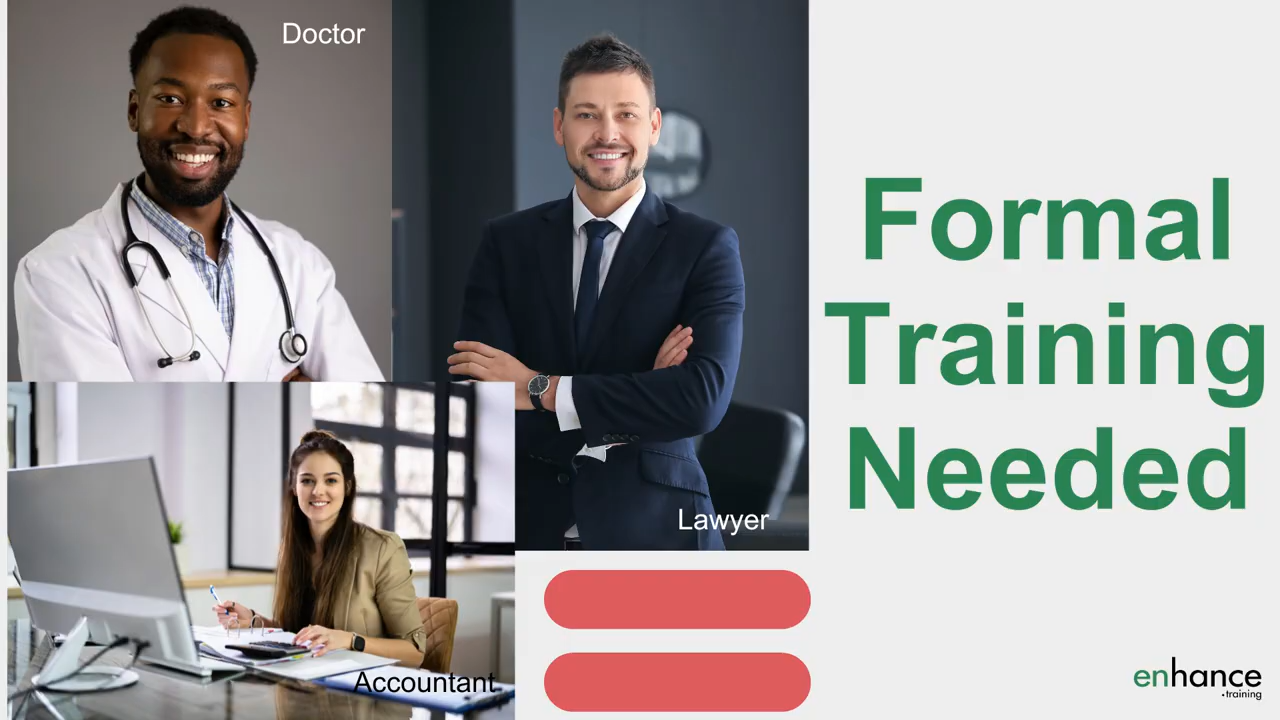 Doctor
Lawyer
Accountant
Formal
Training
Needed
enhance
.training